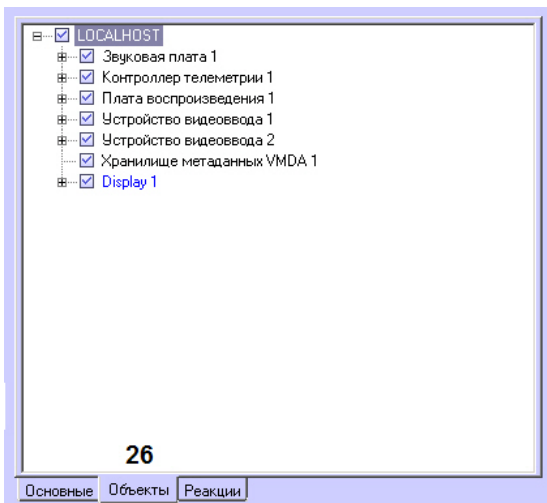 LOCALHOST
Звуковая плата 1
Контроллер телеметрии 1
Плата воспроизведения 1
Устройство видеоввода 1
Устройство видеоввода 2
Хранилище метаданных VMDA 1
Display 1
26
Основные Объекты Реакции